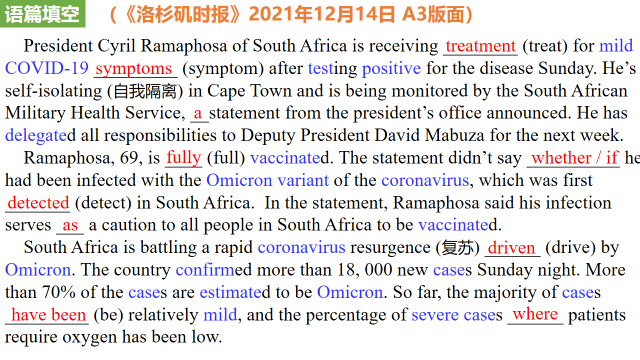 语篇填空 （《洛杉矶时报》2021年12月14日 A3版面）
President Cyril Ramaphosa of South Africa is receiving treatment (treat) for mild
COVID-19 symptoms (symptom) after testing positive for the disease Sunday. He's
self-isolating (自我隔离) in Cape Town and is being monitored by the South African
Military Health Service, a statement from the president's office announced. He has
delegated all responsibilities to Deputy President David Mabuza for the next week.
Ramaphosa, 69, is fully (full) vaccinated. The statement didn't say whether / if he
had been infected with the Omicron variant of the coronavirus, which was first
detected (detect) in South Africa. In the statement, Ramaphosa said his infection
serves as a caution to all people in South Africa to be vaccinated.
South Africa is battling a rapid coronavirus resurgence (复苏) driven (drive) by
Omicron. The country confirmed more than 18, 000 new cases Sunday night. More
than 70% of the cases are estimated to be Omicron. So far, the majority of cases
have been (be) relatively mild, and the percentage of severe cases where patients
require oxygen has been low.